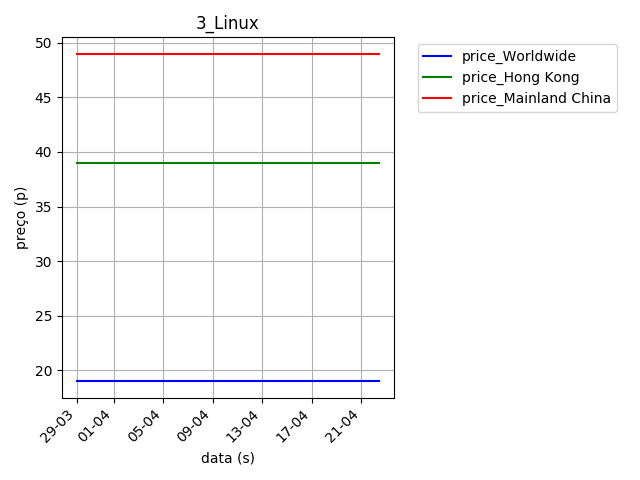 3_Linux
50
45
40
35
30
25
20
preço (p)
29-03
01-04
05-04
09-04
13-04
17-04
21-04
data (s)
price_Worldwide
price_Hong Kong
price_Mainland China